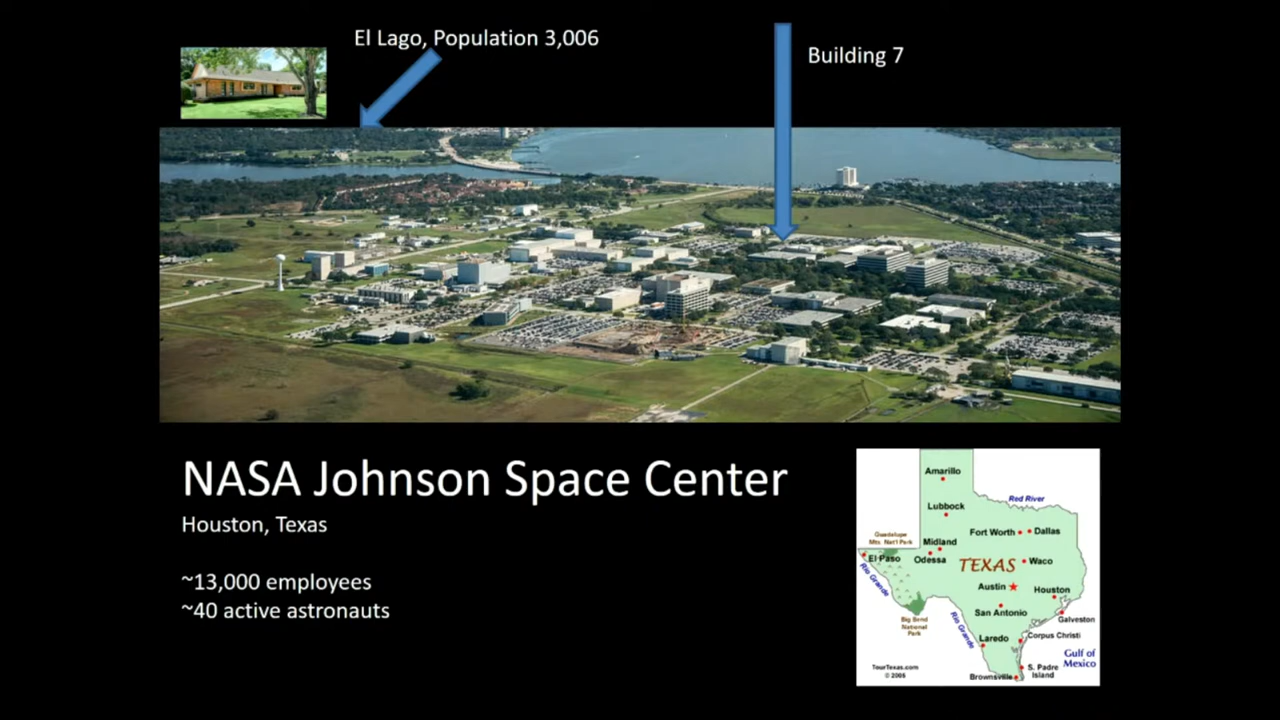 El Lago, Population 3,006
Building 7
NASA Johnson Space Center
Houston, Texas
~13,000 employees
~40 active astronauts
Amarillo
Red River
Lubbock
Fort Worth
Dallas
Guadalupe
Mts. Nat'l Park
Midland
El Paso
Odessa
TEXAS
Waco
Rio Grande
Austin
Houston
San Antonio
Galveston
Big Bend
National
Park
Rio Grande
Laredo
Corpus Christi
Gulf of
Mexico
TourTexas.com
© 2006
S. Padre
Island
Brownsville